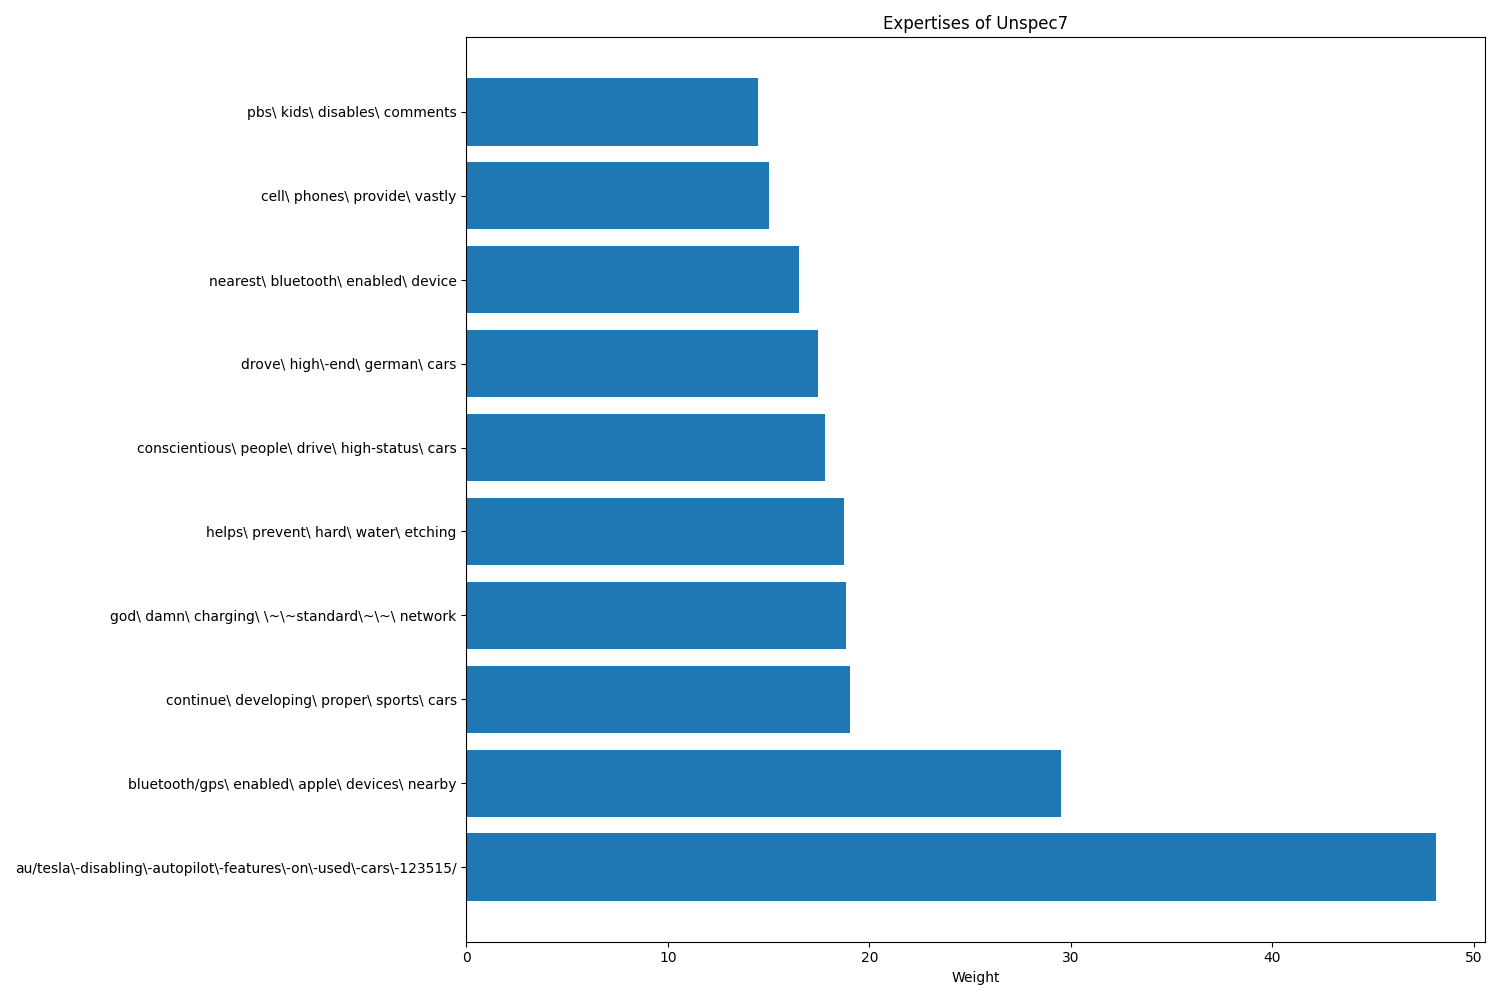 Expertises of Unspec7
pbs\ kids\ disables\ comments
cell\ phones\ provide\ vastly
nearest\ bluetooth\ enabled\ device
drove\ high\-end\ german\ cars
conscientious\ people\ drive\ high-status\ cars
helps\ prevent\ hard\ water\ etching
god\ damn\ charging\ \~\~standard\~\~\ network
continue\ developing\ proper\ sports\ cars
bluetooth/gps\ enabled\ apple\ devices\ nearby
au/tesla\-disabling\-autopilot\-features\-on\-used\-cars\-123515/
0 10 20 30 40 50
Weight